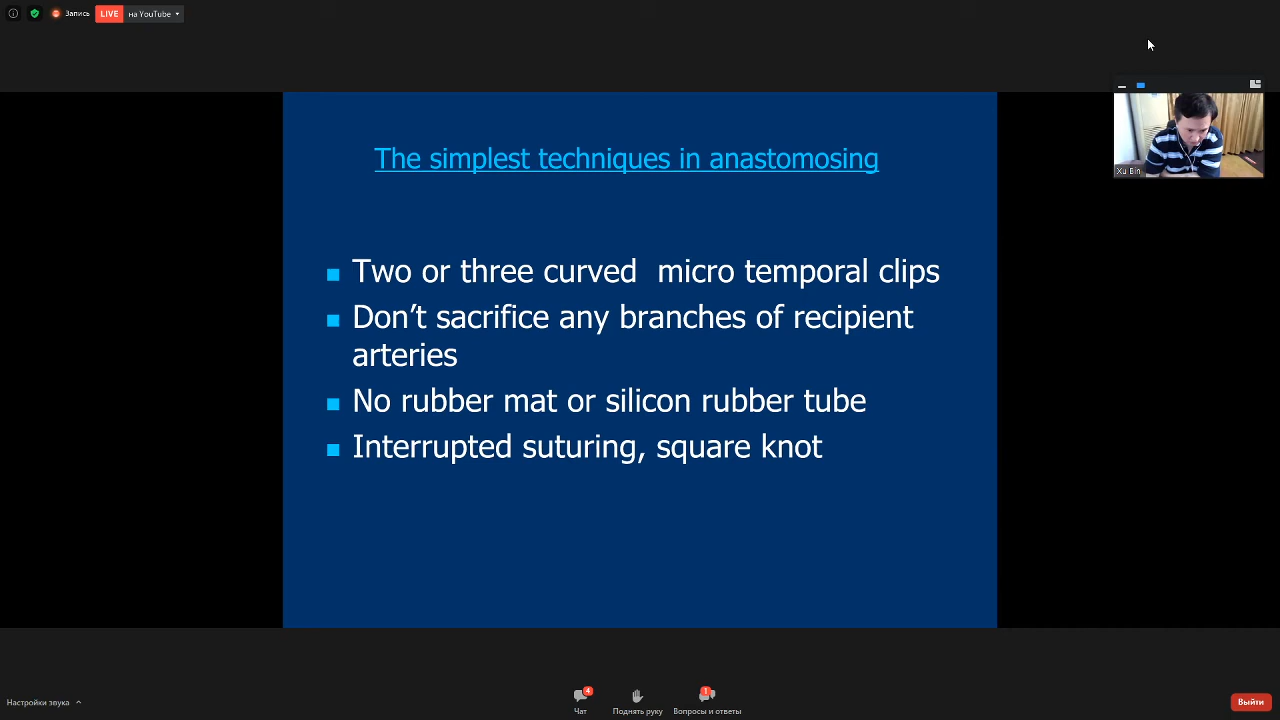 Запись
LIVE
на YouTube
Xu Bin
The simplest techniques in anastomosing
Two or three curved  micro temporal clips
Don’t sacrifice any branches of recipient
arteries
No rubber mat or silicon rubber tube
Interrupted suturing, square knot
Настройки звука
4
Чат
Поднять руку
1
Вопросы и ответы
Выйти